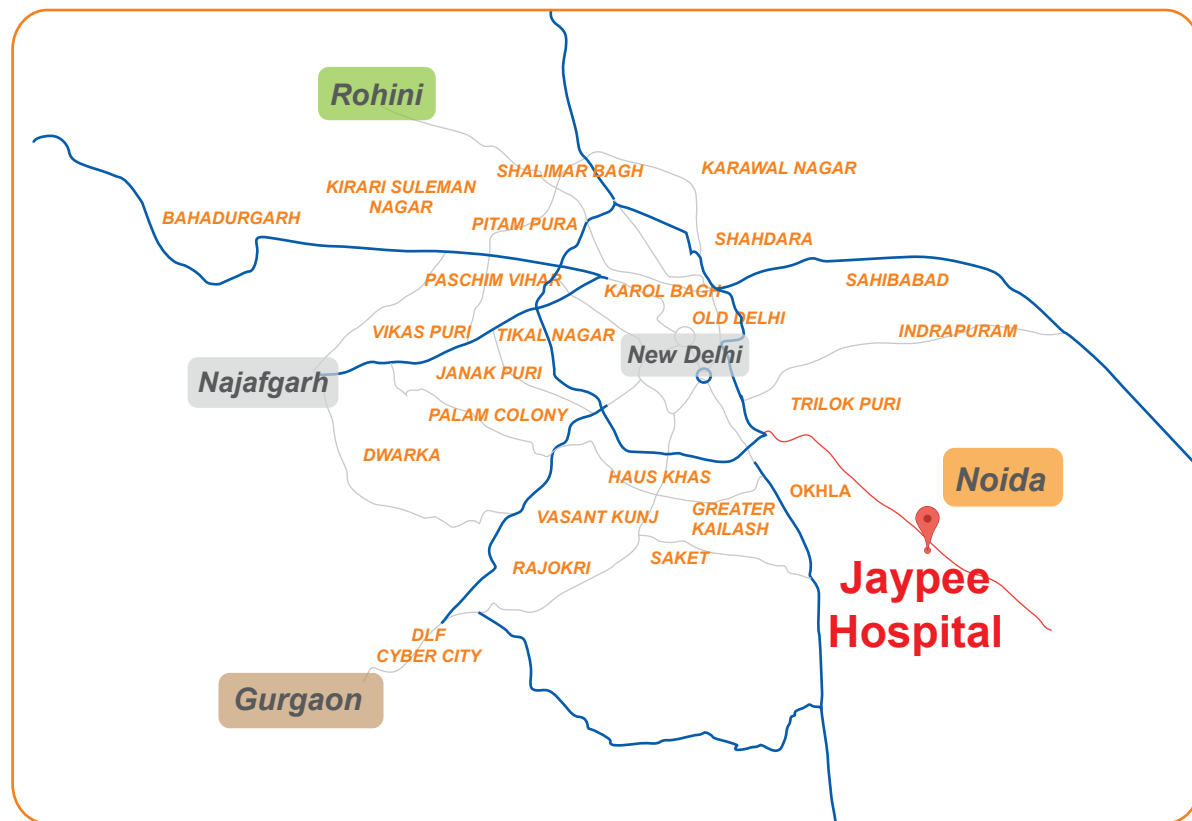 Rohini
SHALIMAR BAGH
KARAWAL NAGAR
KIRARI SULEMAN
NAGAR
BAHADURGARH
PITAM PURA
SHAHDARA
PASCHIM VIHAR
KAROL BAGH
SAHIBABAD
OLD DELHI
VIKAS PURI
TIKAL NAGAR
INDRAPURAM
New Delhi
Najafgarh
JANAK PURI
PALAM COLONY
TRILOK PURI
DWARKA
HAUS KHAS
Noida
OKHLA
VASANT KUNJ
GREATER
KAILASH
SAKET
RAJOKRI
Jaypee
Hospital
DLF
CYBER CITY
Gurgaon